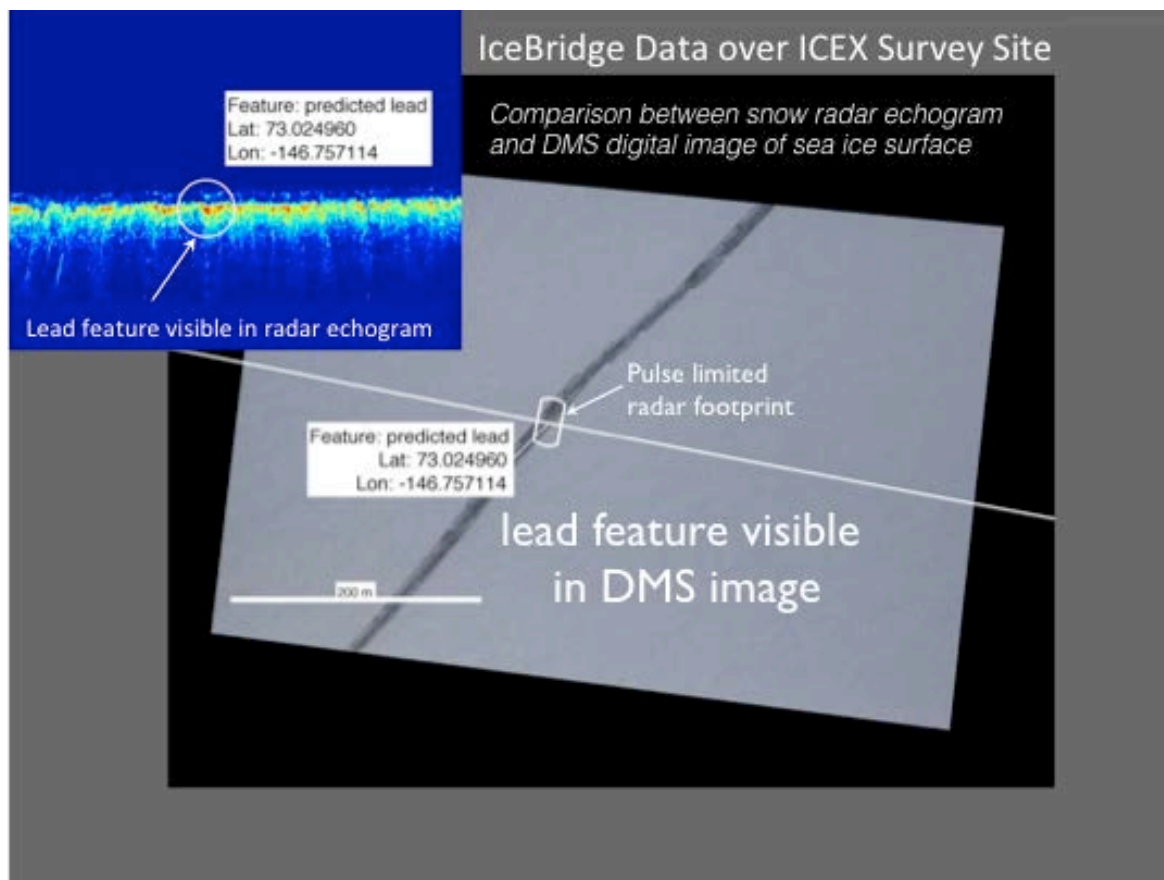 IceBridge Data over ICEX Survey Site
Comparison between snow radar echogram
and DMS digital image of sea ice surface
Feature: predicted lead
Lat: 73.024960
Lon: -146.757114
Lead feature visible in radar echogram
Pulse limited
radar footprint
Feature: predicted lead
Lat: 73.024960
Lon: -146.757114
lead feature visible
in DMS image
200 m